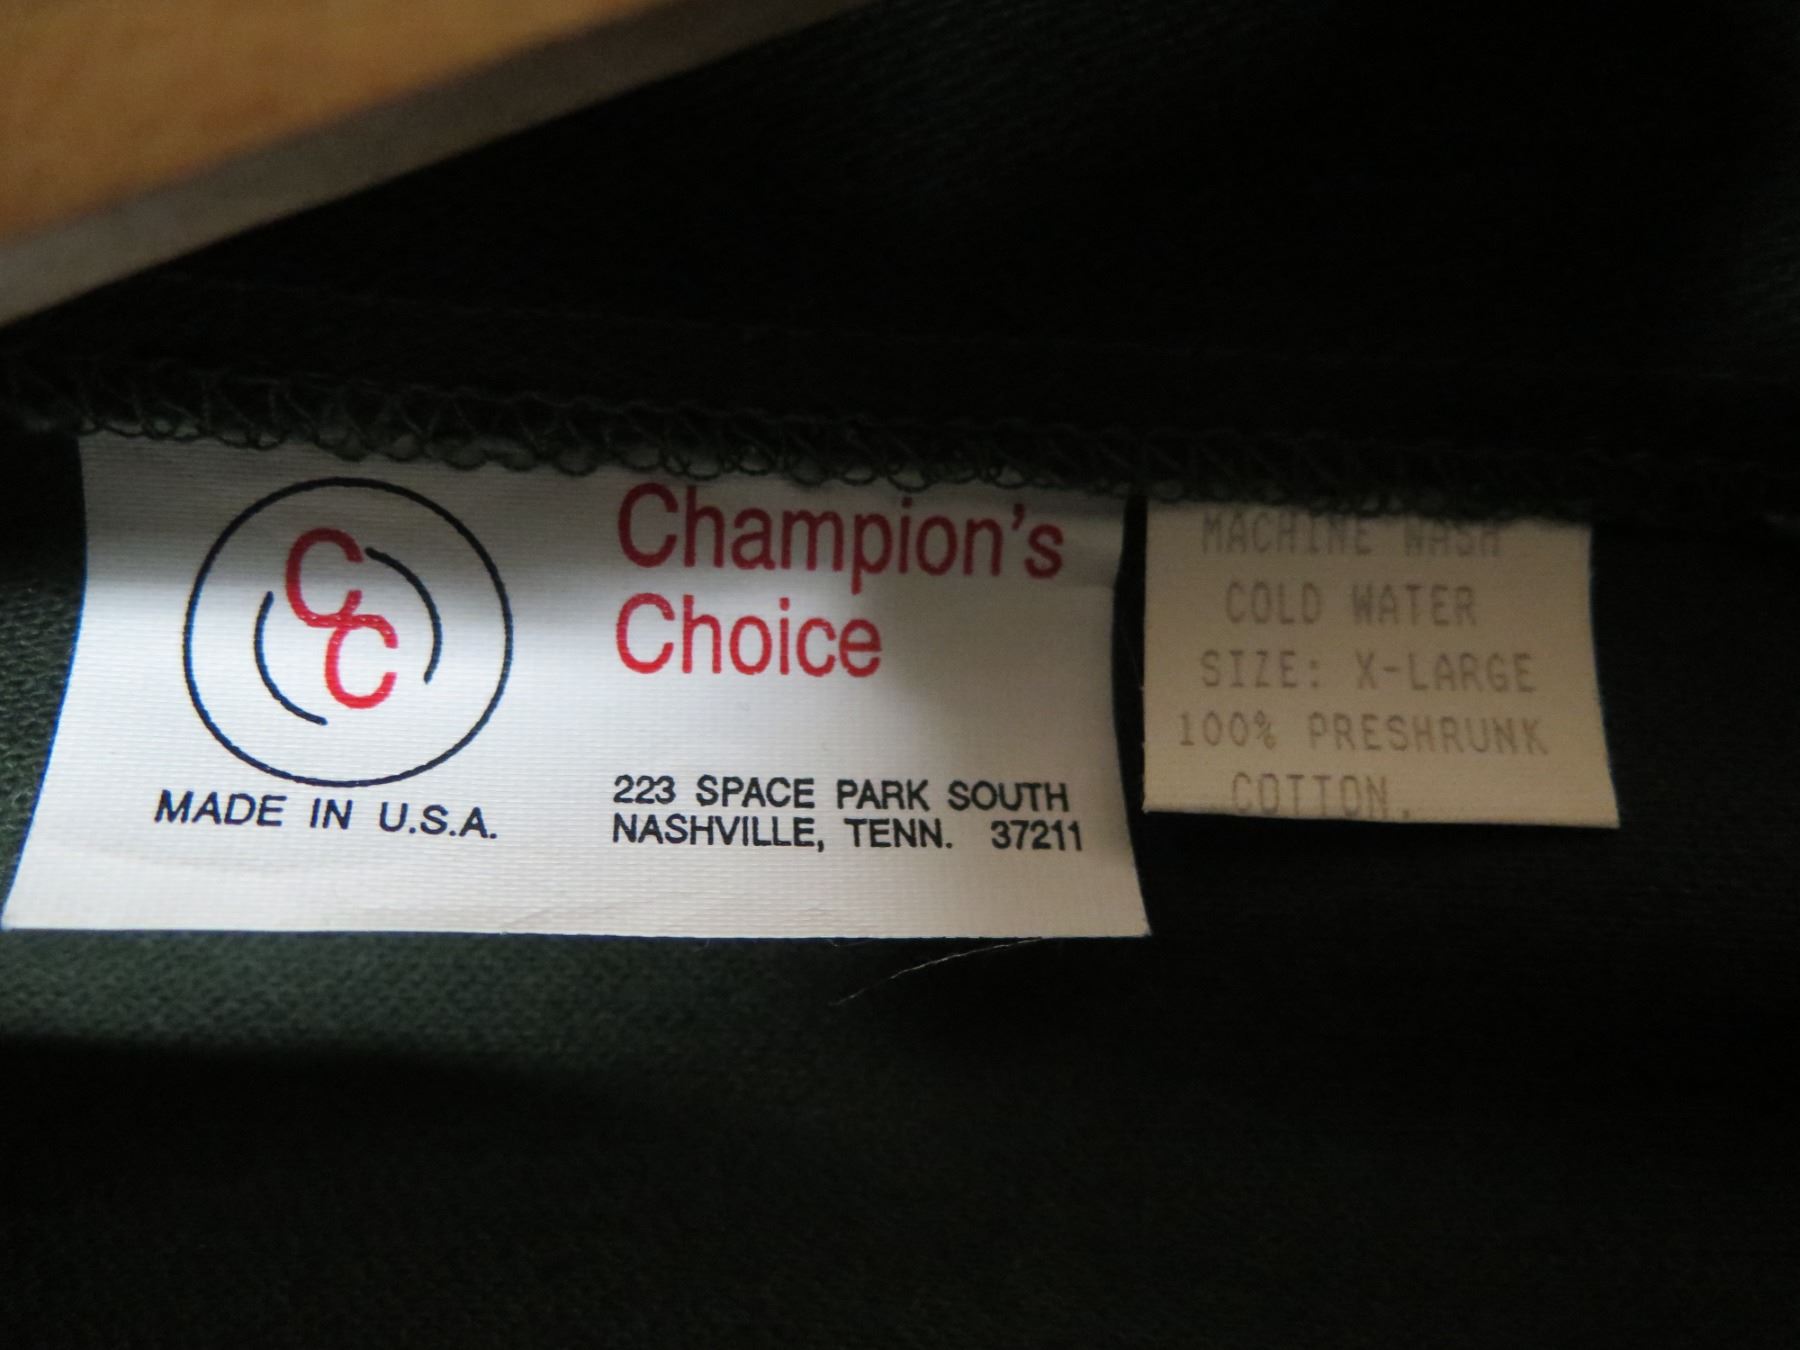 CC
Champion's
Choice
MADE IN U.S.A.
223 SPACE PARK SOUTH
NASHVILLE, TENN. 37211
MACHINE WASH
COLD WATER
SIZE: X-LARGE
100% PRESHRUNK
COTTON.